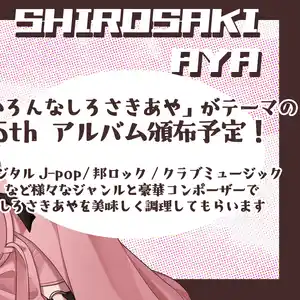 SHIROSAKI
AYA
いろんなしろさきあや」がテーマの
5th アルバム頒布予定！
ジタル J-pop/邦ロック/クラブミュージック
など様々なジャンルと豪華コンポーザーで
しろさきあやを美味しく調理してもらいます